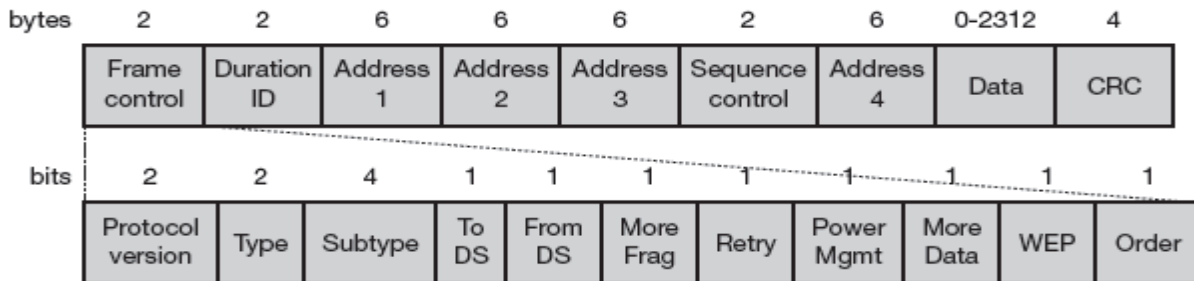 bytes 2 2 6 6 6 2 6 0-2312 4
Frame control Duration ID Address 1 Address 2 Address 3 Sequence control Address 4 Data CRC
bits 2 2 4 1 1 1 1 1 1 1 1
Protocol version Type Subtype To DS From DS More Frag Retry Power Mgmt More Data WEP Order